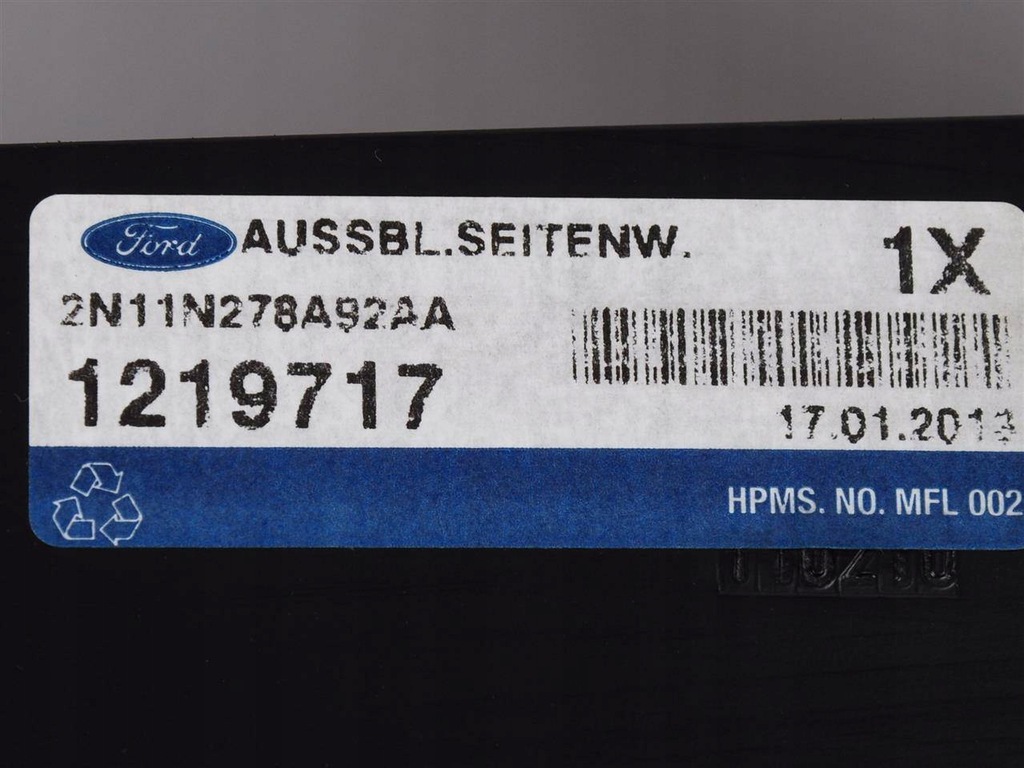 Ford AUSSBL.SEITENW. 1X
2N11N278A92AA
1219717
17.01.2013
HPMS. NO. MFL 002